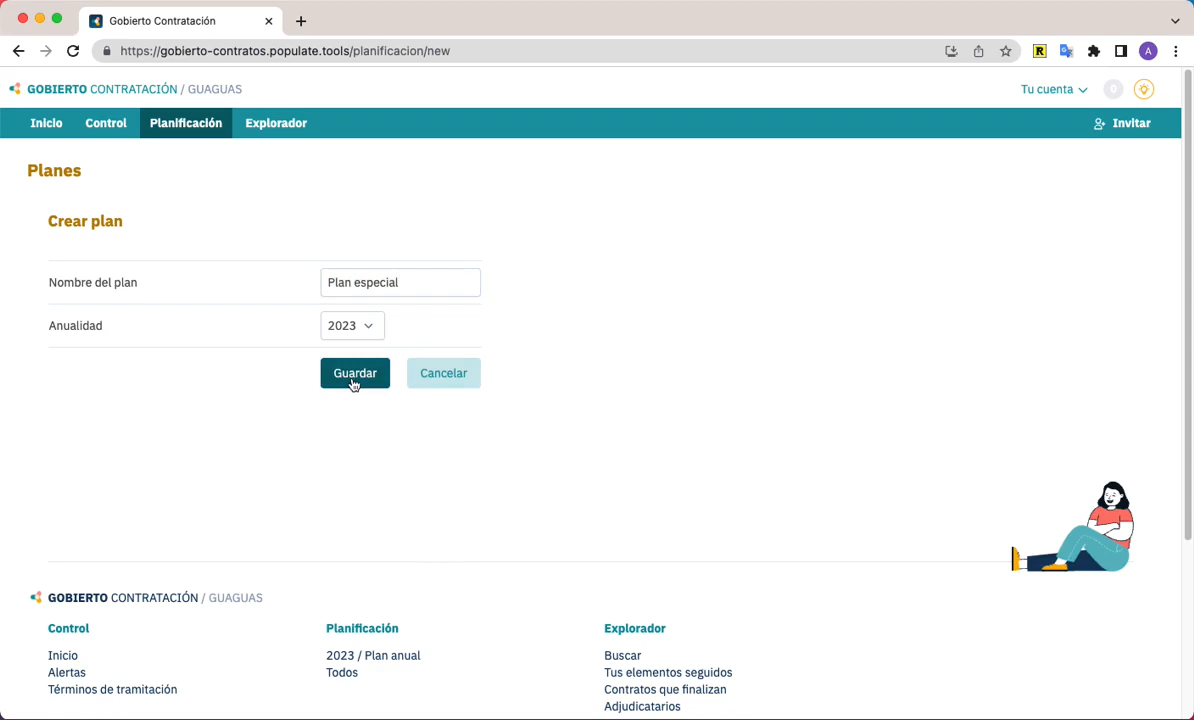 Gobierto Contratación
https://gobierto-contratos.populate.tools/planificacion/new
R
A
GOBIERTO CONTRATACIÓN / GUAGUAS
Tu cuenta
0
Inicio Control Planificación Explorador Invitar
Planes
Crear plan
Nombre del plan Plan especial
Anualidad 2023
Guardar Cancelar
GOBIERTO CONTRATACIÓN / GUAGUAS
Control
Inicio
Alertas
Términos de tramitación
Planificación
2023 / Plan anual
Todos
Explorador
Buscar
Tus elementos seguidos
Contratos que finalizan
Adjudicatarios